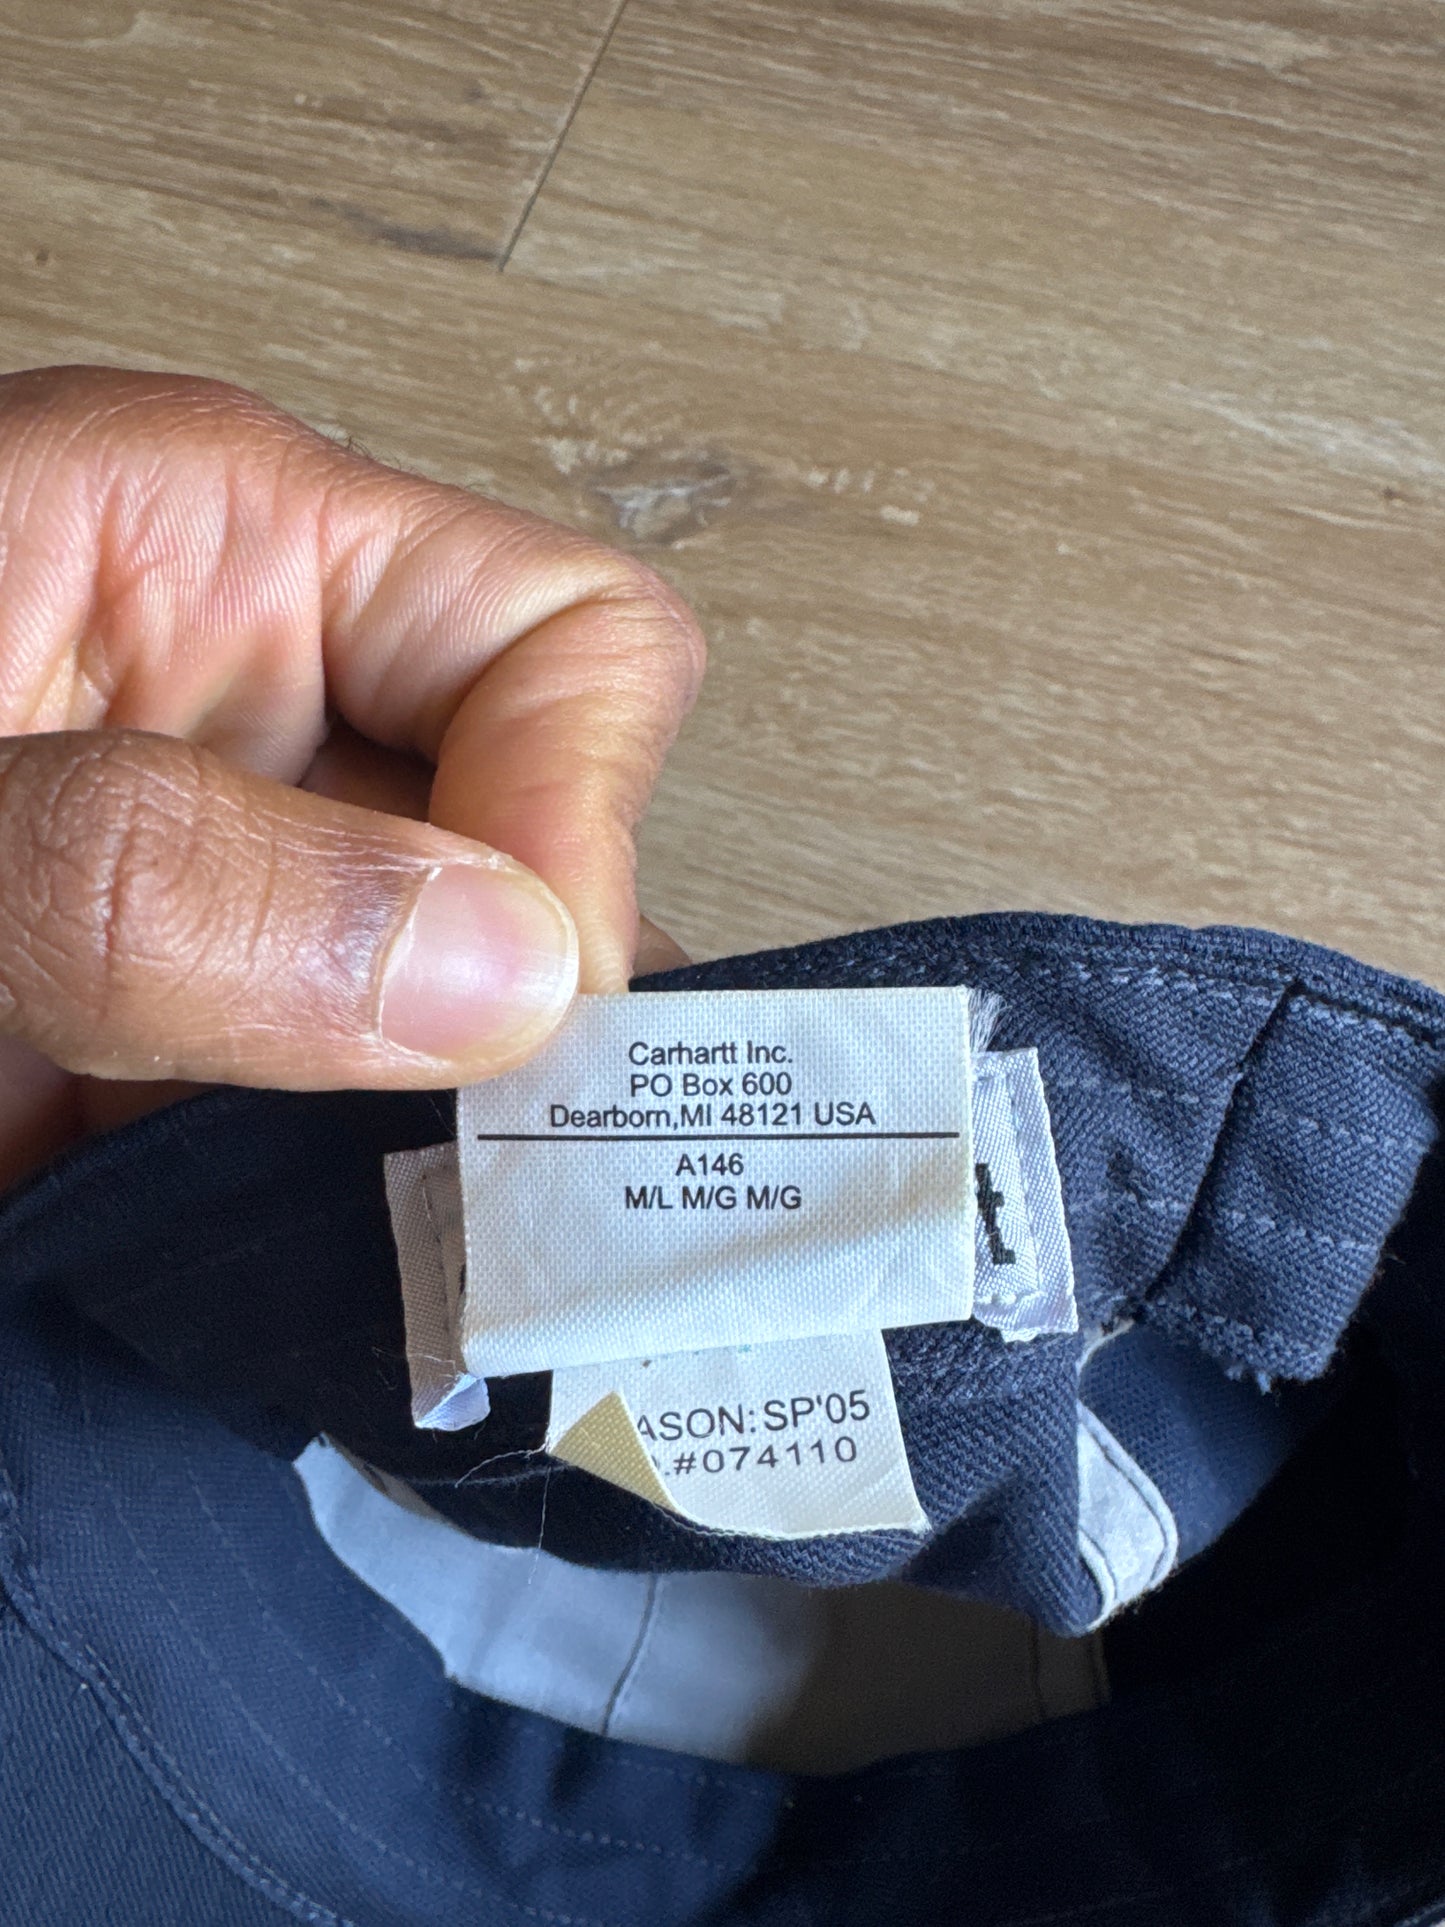 Carhartt Inc.
PO Box 600
Dearborn,MI 48121 USA
A146
M/L M/G M/G
t
ASON: SP'05
.#074110